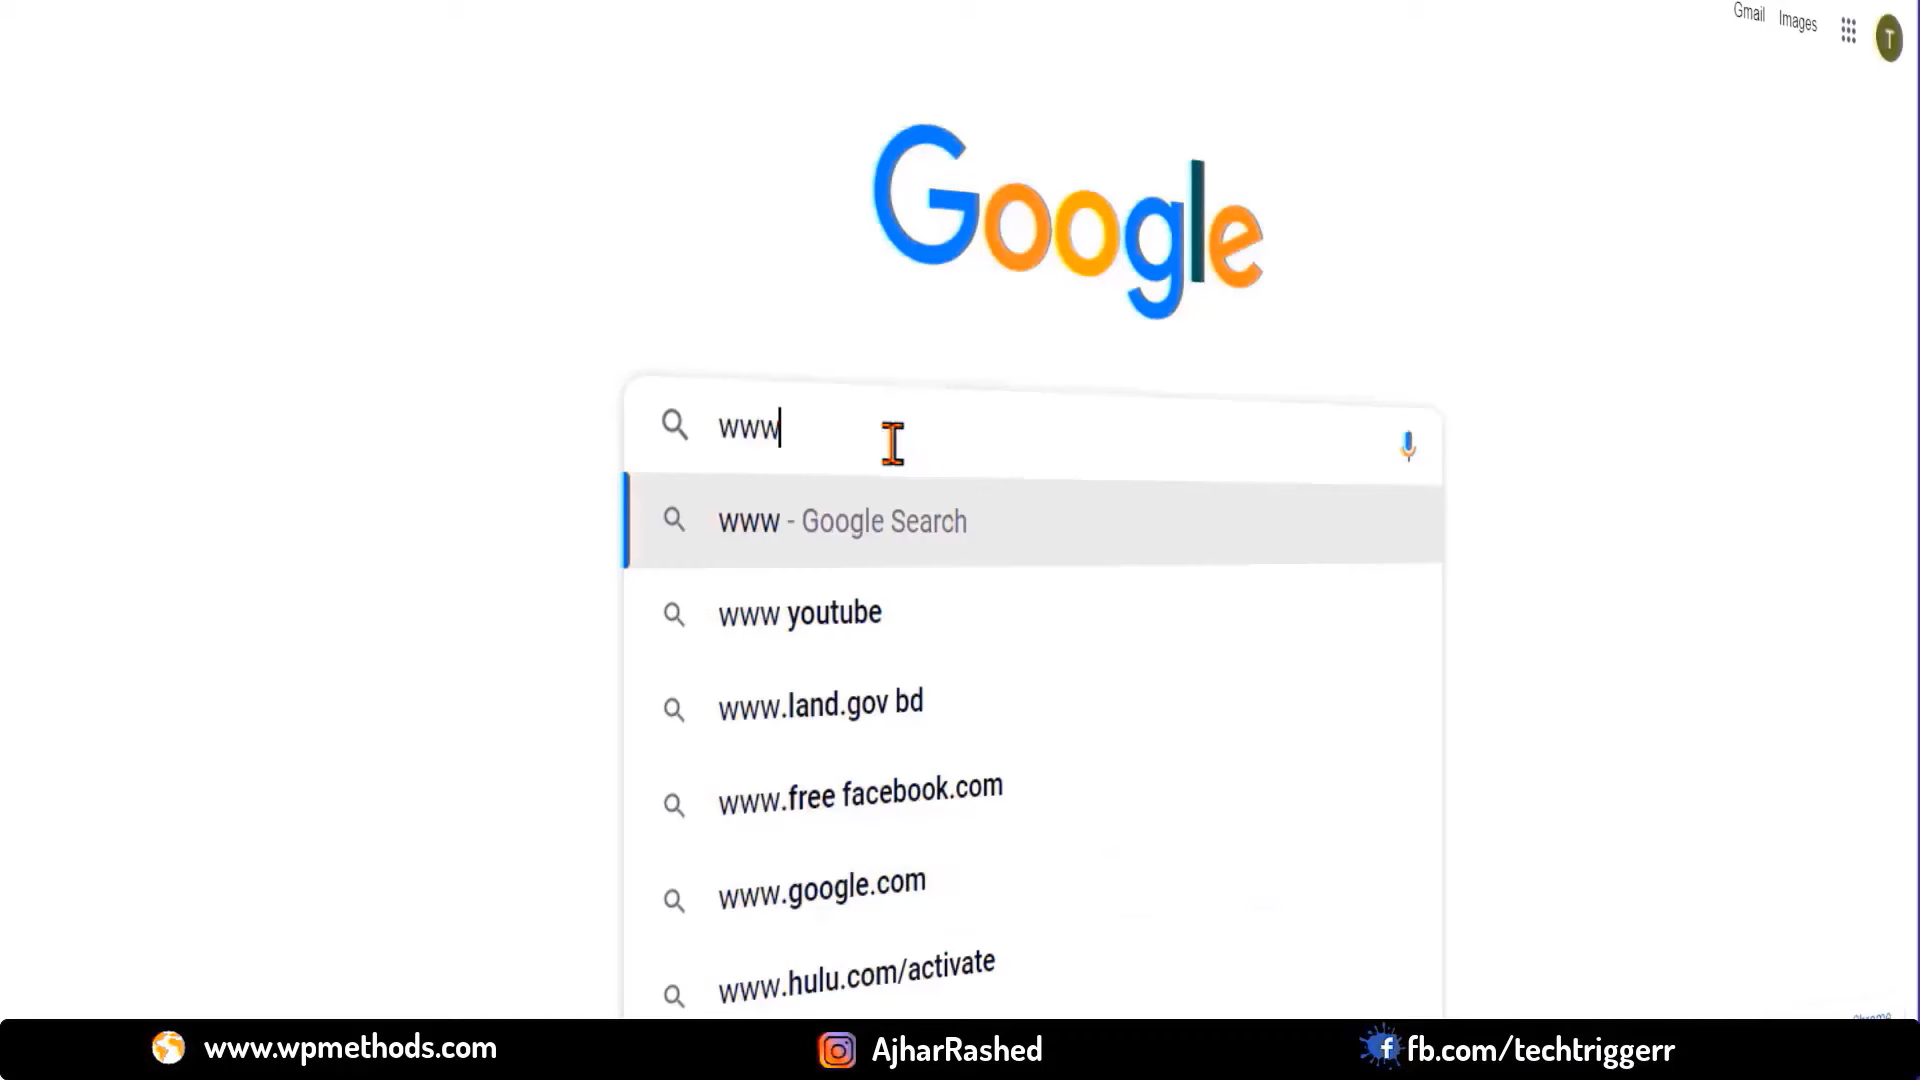 Gmail Images
T
Google
www
www - Google Search
www youtube
www.land.gov bd
www.free facebook.com
www.google.com
www.hulu.com/activate
www.wpmethods.com
AjharRashed
fb.com/techtriggerr